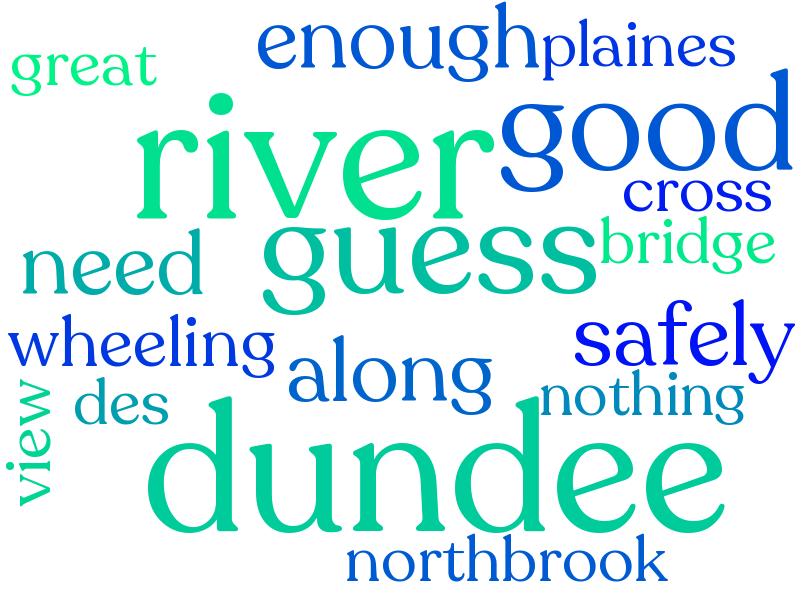 great enough plaines
river good
cross
need guess bridge
wheeling along safely
view des nothing
dundee
northbrook